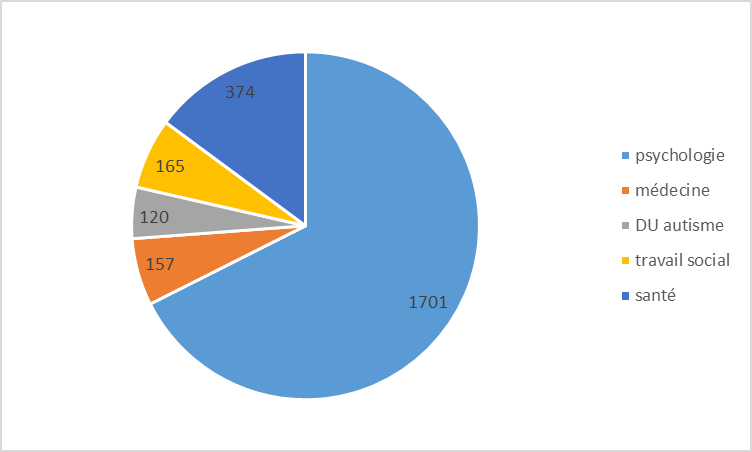 374
165
120
157
1701
psychologie
médecine
DU autisme
travail social
santé